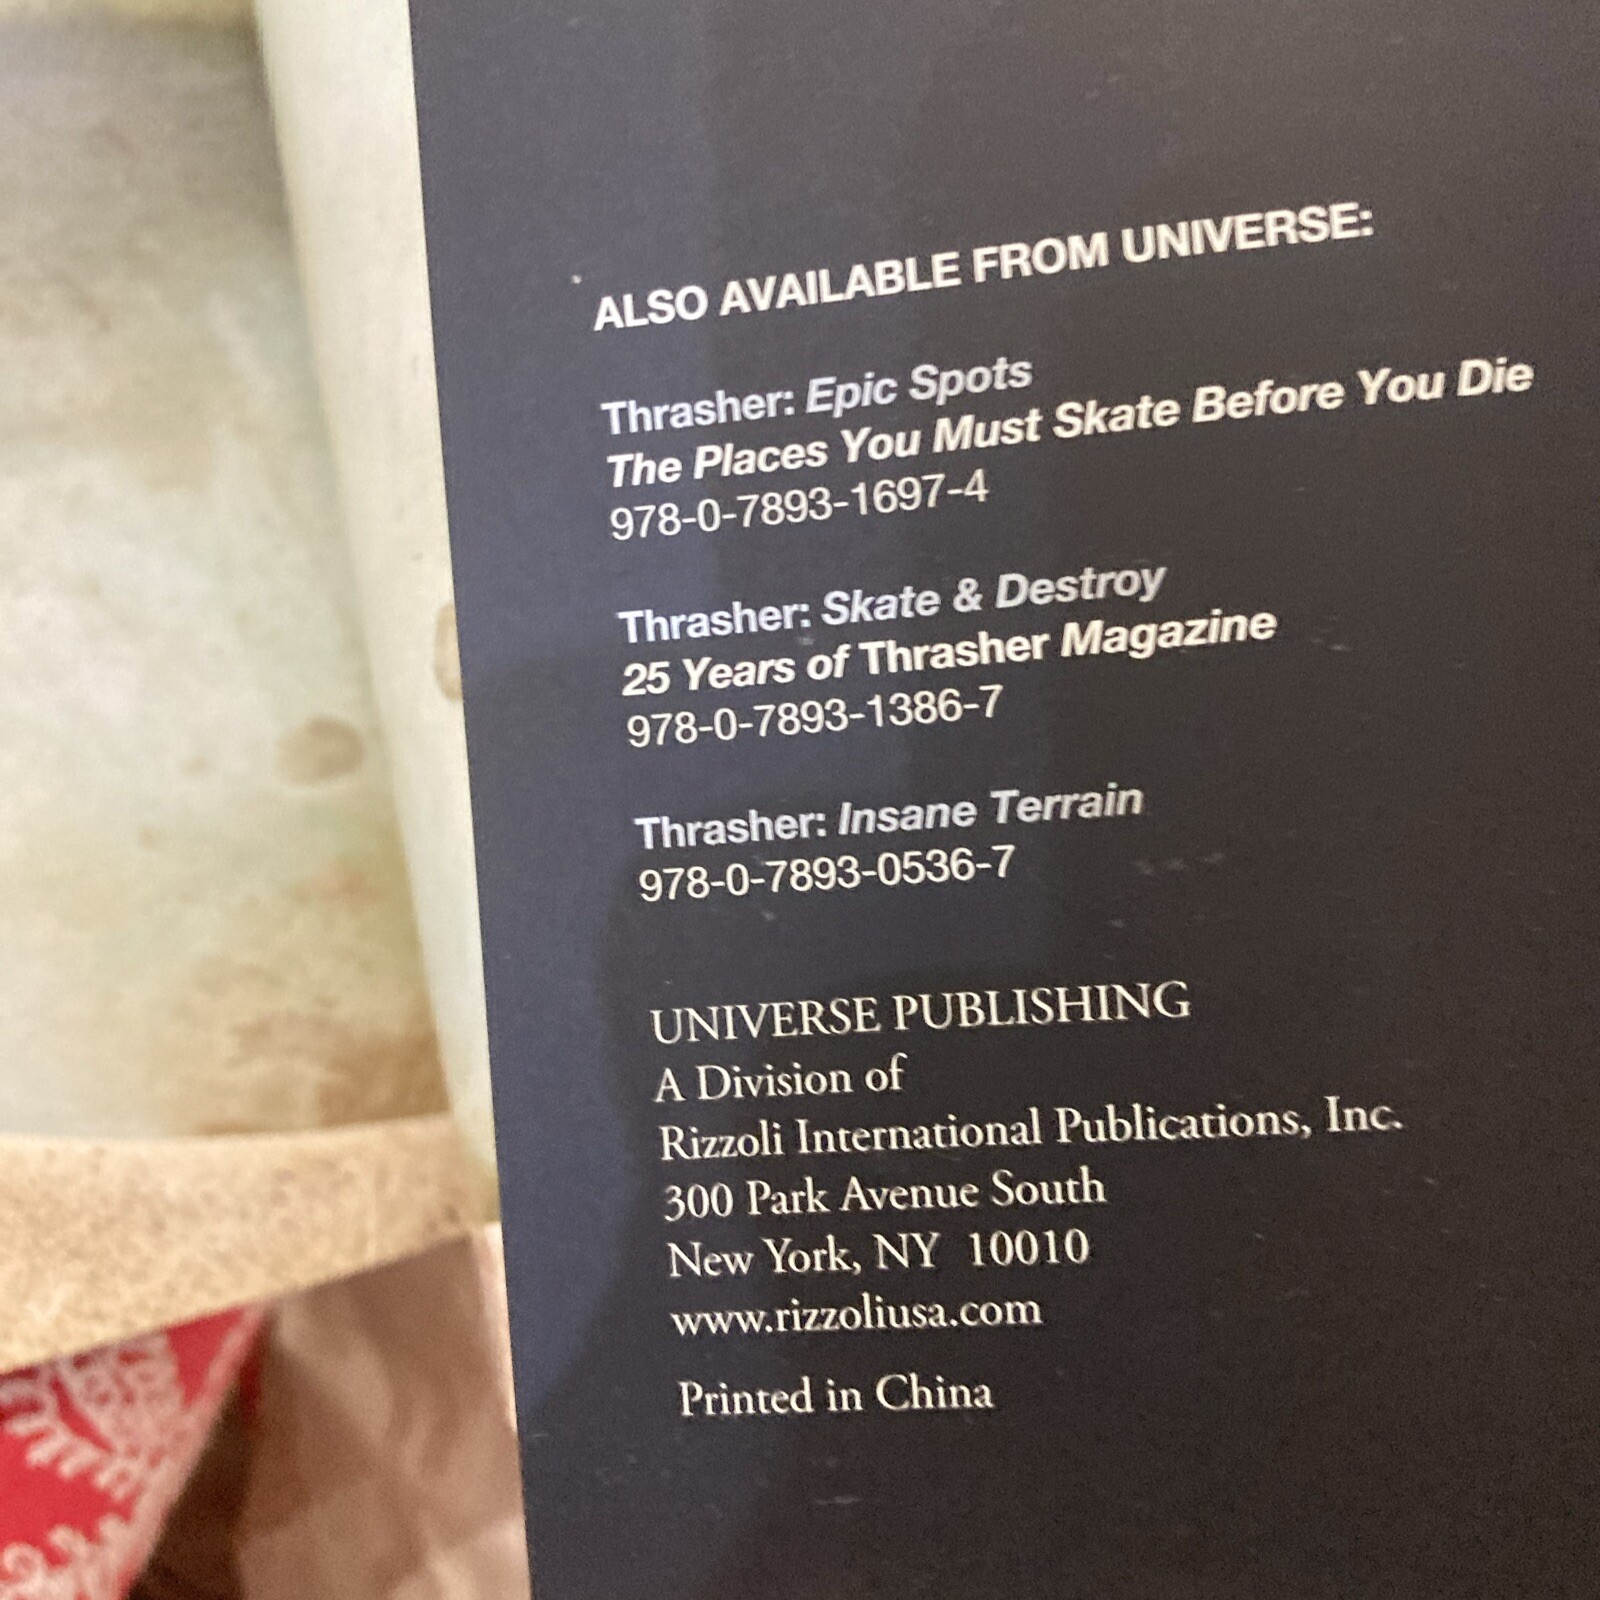 ALSO AVAILABLE FROM UNIVERSE:
Thrasher: Epic Spots
The Places You Must Skate Before You Die
978-0-7893-1697-4
Thrasher: Skate & Destroy
25 Years of Thrasher Magazine
978-0-7893-1386-7
Thrasher: Insane Terrain
978-0-7893-0536-7
UNIVERSE PUBLISHING
A Division of
Rizzoli International Publications, Inc.
300 Park Avenue South
New York, NY 10010
www.rizzoliusa.com
Printed in China